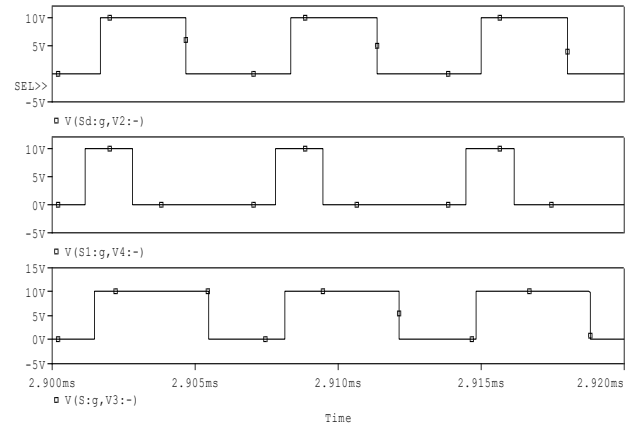 10V
5V
SEL>>
-5V
V(Sd:g,V2:-)
10V
5V
0V
-5V
V(S1:g,V4:-)
15V
10V
5V
0V
-5V
2.900ms 2.905ms 2.910ms 2.915ms 2.920ms
V(S:g,V3:-)
Time